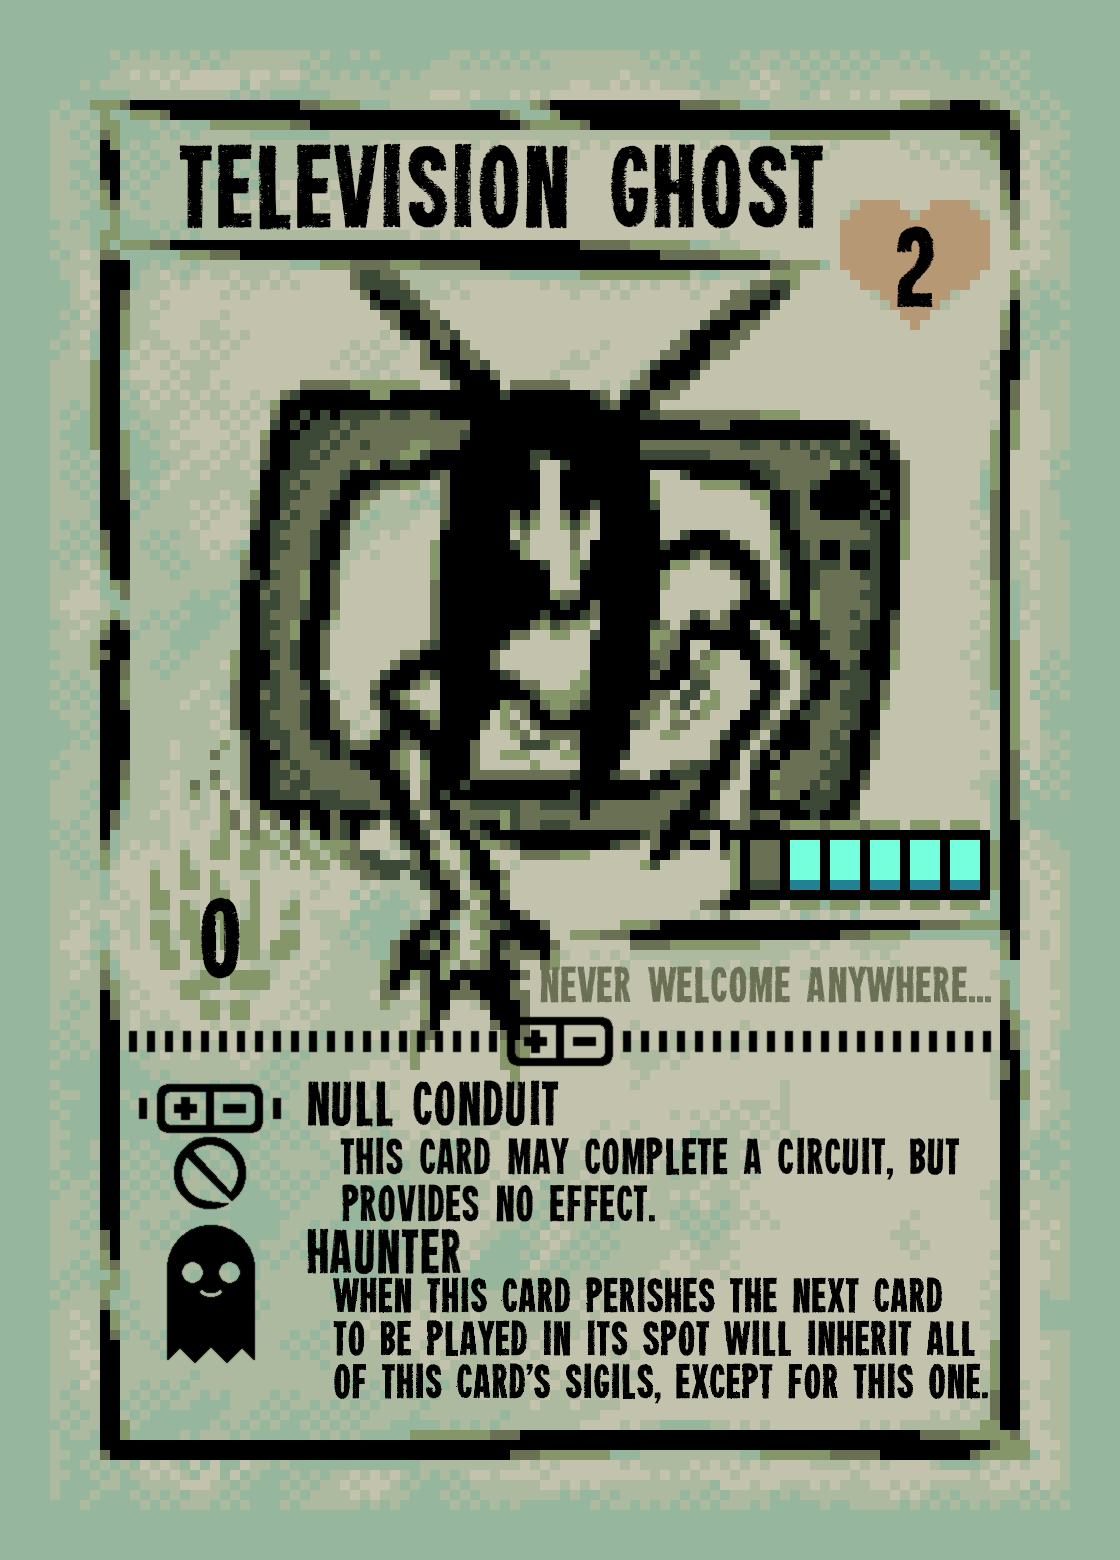 TELEVISION GHOST
2
0
NEVER WELCOME ANYWHERE...
NULL CONDUIT
THIS CARD MAY COMPLETE A CIRCUIT, BUT
PROVIDES NO EFFECT.
HAUNTER
WHEN THIS CARD PERISHES THE NEXT CARD
TO BE PLAYED IN ITS SPOT WILL INHERIT ALL
OF THIS CARD'S SIGILS, EXCEPT FOR THIS ONE.